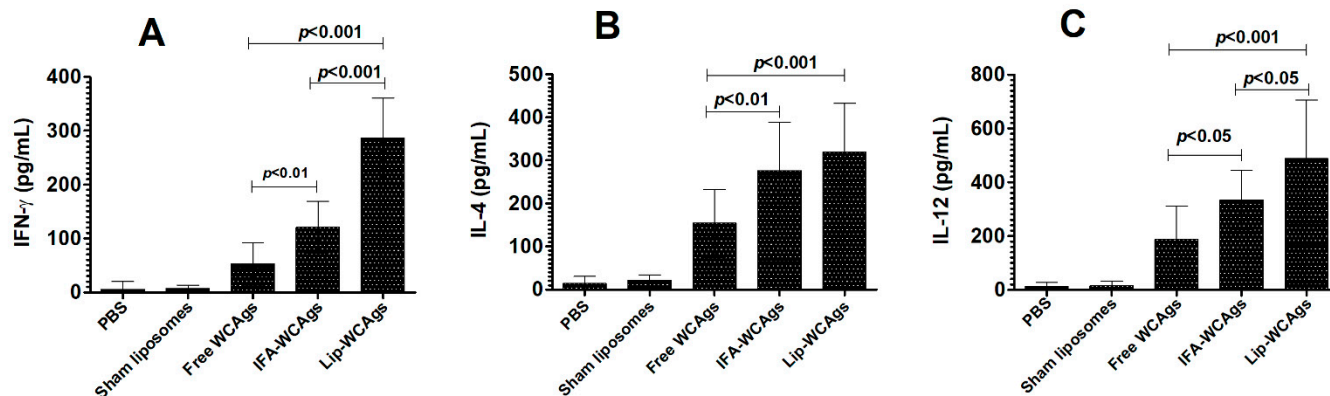 A
p<0.001
p<0.001
p<0.01
IFN-γ (pg/mL)
400
300
200
100
0
PBS
Sham liposomes
Free WCAgs
IFA-WCAgs
Lip-WCAgs
B
p<0.001
p<0.01
IL-4 (pg/mL)
500
400
300
200
100
0
PBS
Sham liposomes
Free WCAgs
IFA-WCAgs
Lip-WCAgs
C
p<0.001
p<0.05
p<0.05
IL-12 (pg/mL)
800
600
400
200
0
PBS
Sham liposomes
Free WCAgs
IFA-WCAgs
Lip-WCAgs